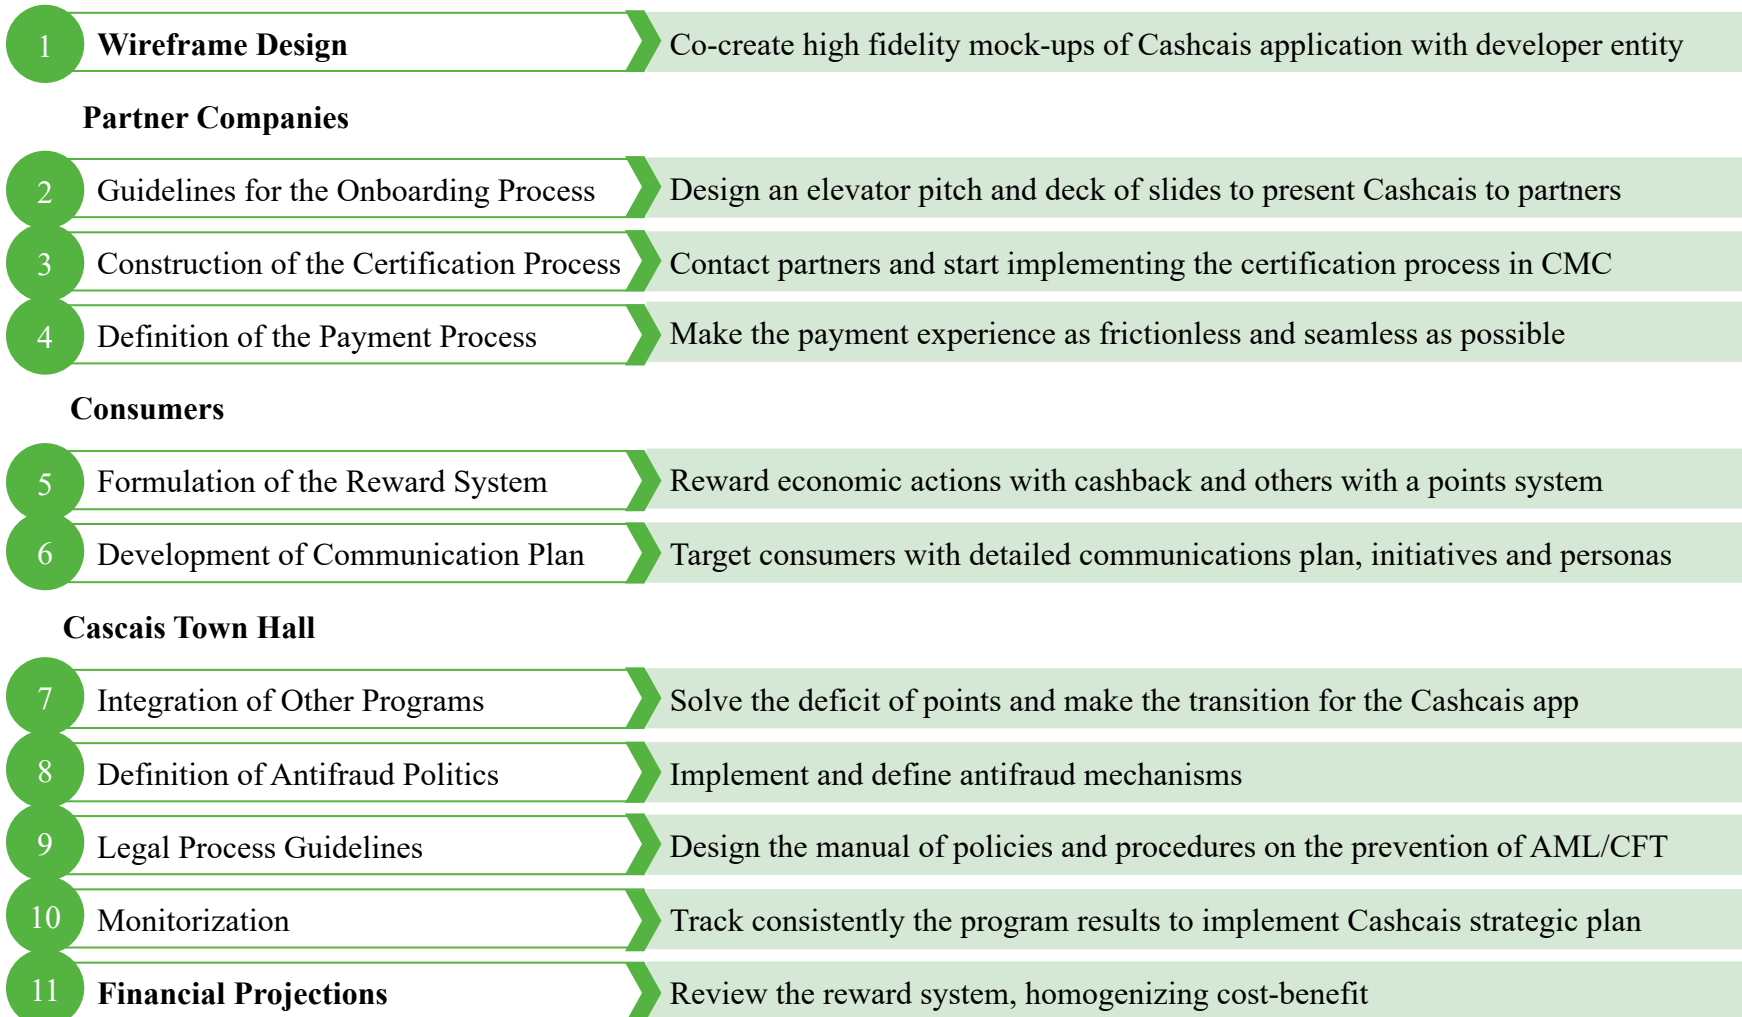 1 Wireframe Design Co-create high fidelity mock-ups of Cashcais application with developer entity
Partner Companies
2 Guidelines for the Onboarding Process Design an elevator pitch and deck of slides to present Cashcais to partners
3 Construction of the Certification Process Contact partners and start implementing the certification process in CMC
4 Definition of the Payment Process Make the payment experience as frictionless and seamless as possible
Consumers
5 Formulation of the Reward System Reward economic actions with cashback and others with a points system
6 Development of Communication Plan Target consumers with detailed communications plan, initiatives and personas
Cascais Town Hall
7 Integration of Other Programs Solve the deficit of points and make the transition for the Cashcais app
8 Definition of Antifraud Politics Implement and define antifraud mechanisms
9 Legal Process Guidelines Design the manual of policies and procedures on the prevention of AML/CFT
10 Monitorization Track consistently the program results to implement Cashcais strategic plan
11 Financial Projections Review the reward system, homogenizing cost-benefit